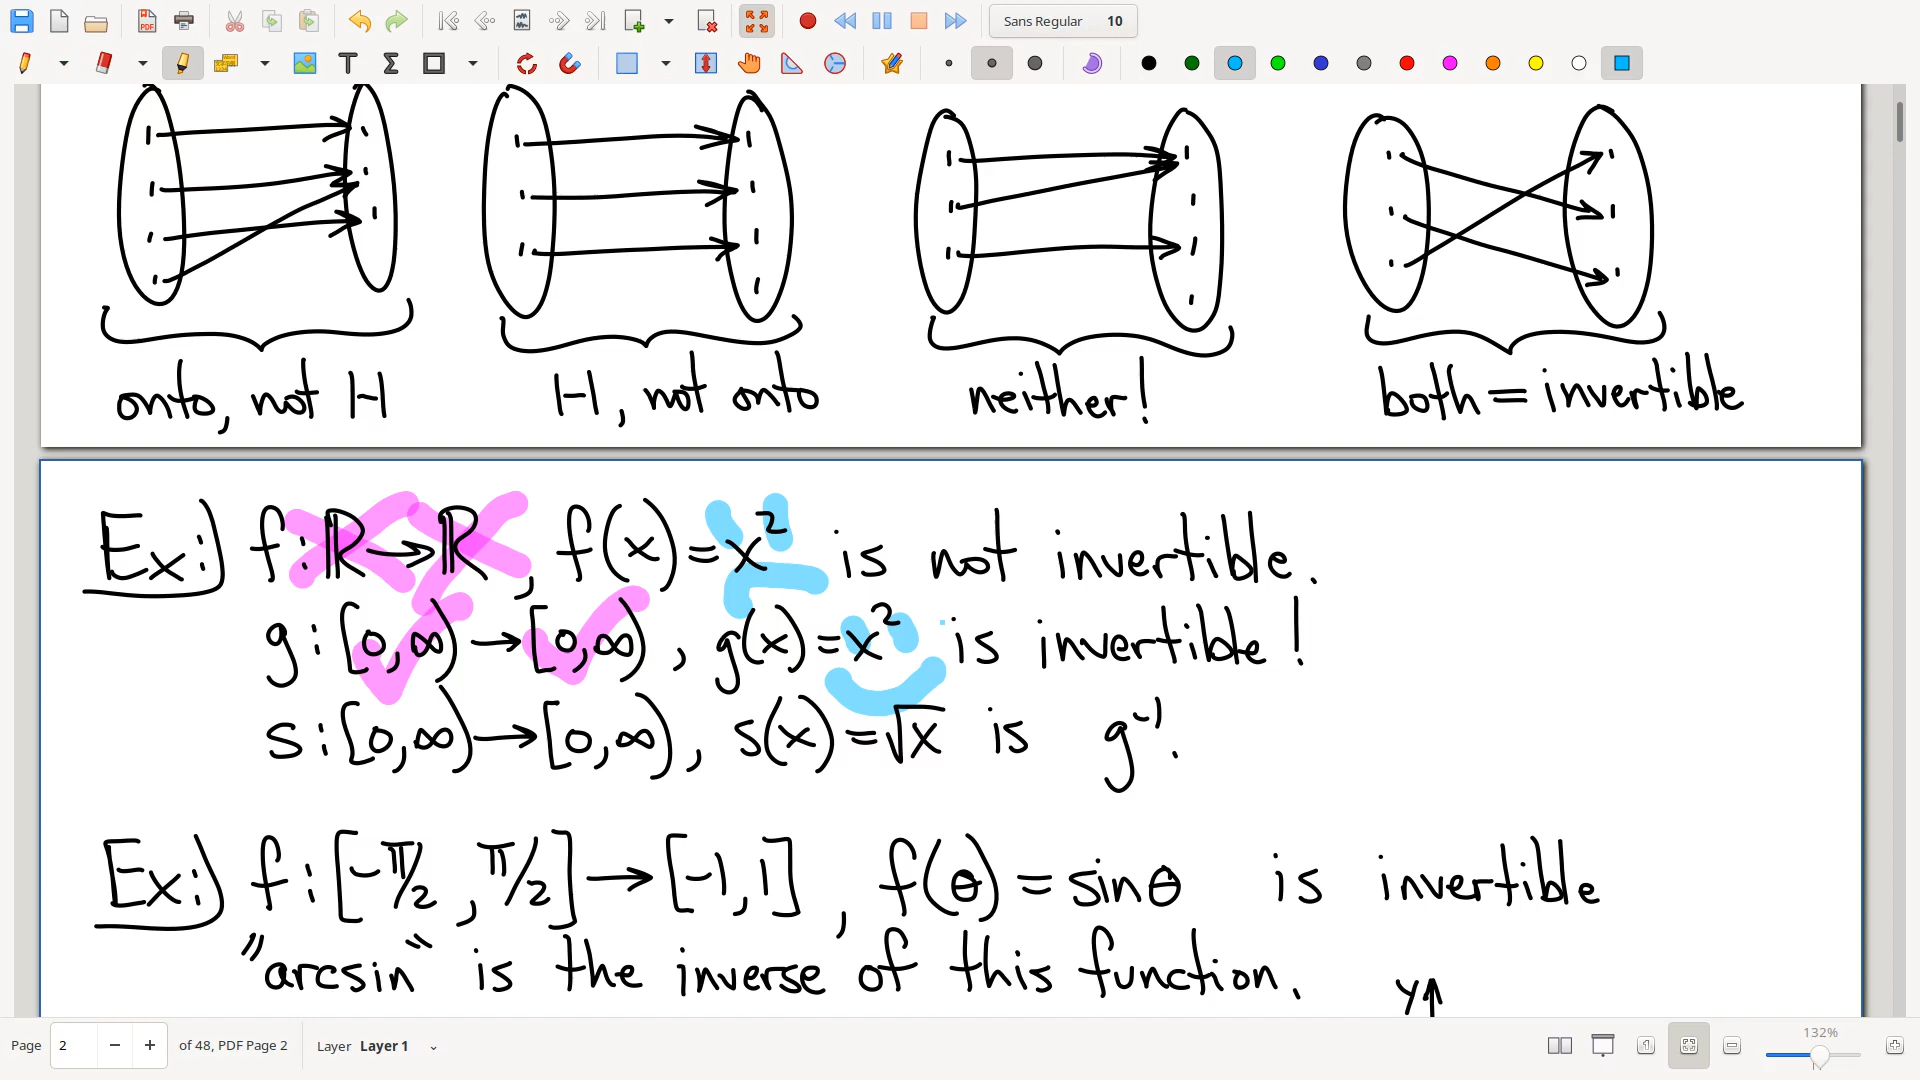 Sans Regular 10
onto, not 1-1
1-1, not onto
neither!
both = invertible
Ex: f: ℝ → ℝ, f(x) = x² is not invertible.
g: [0, ∞) → [0, ∞), g(x) = x² is invertible!
s: [0, ∞) → [0, ∞), s(x) = √x is g⁻¹.
Ex: f: [-π/2, π/2] → [-1, 1], f(θ) = sinθ is invertible
"arcsin" is the inverse of this function.
y
Page 2 − + of 48, PDF Page 2 Layer Layer 1 132%